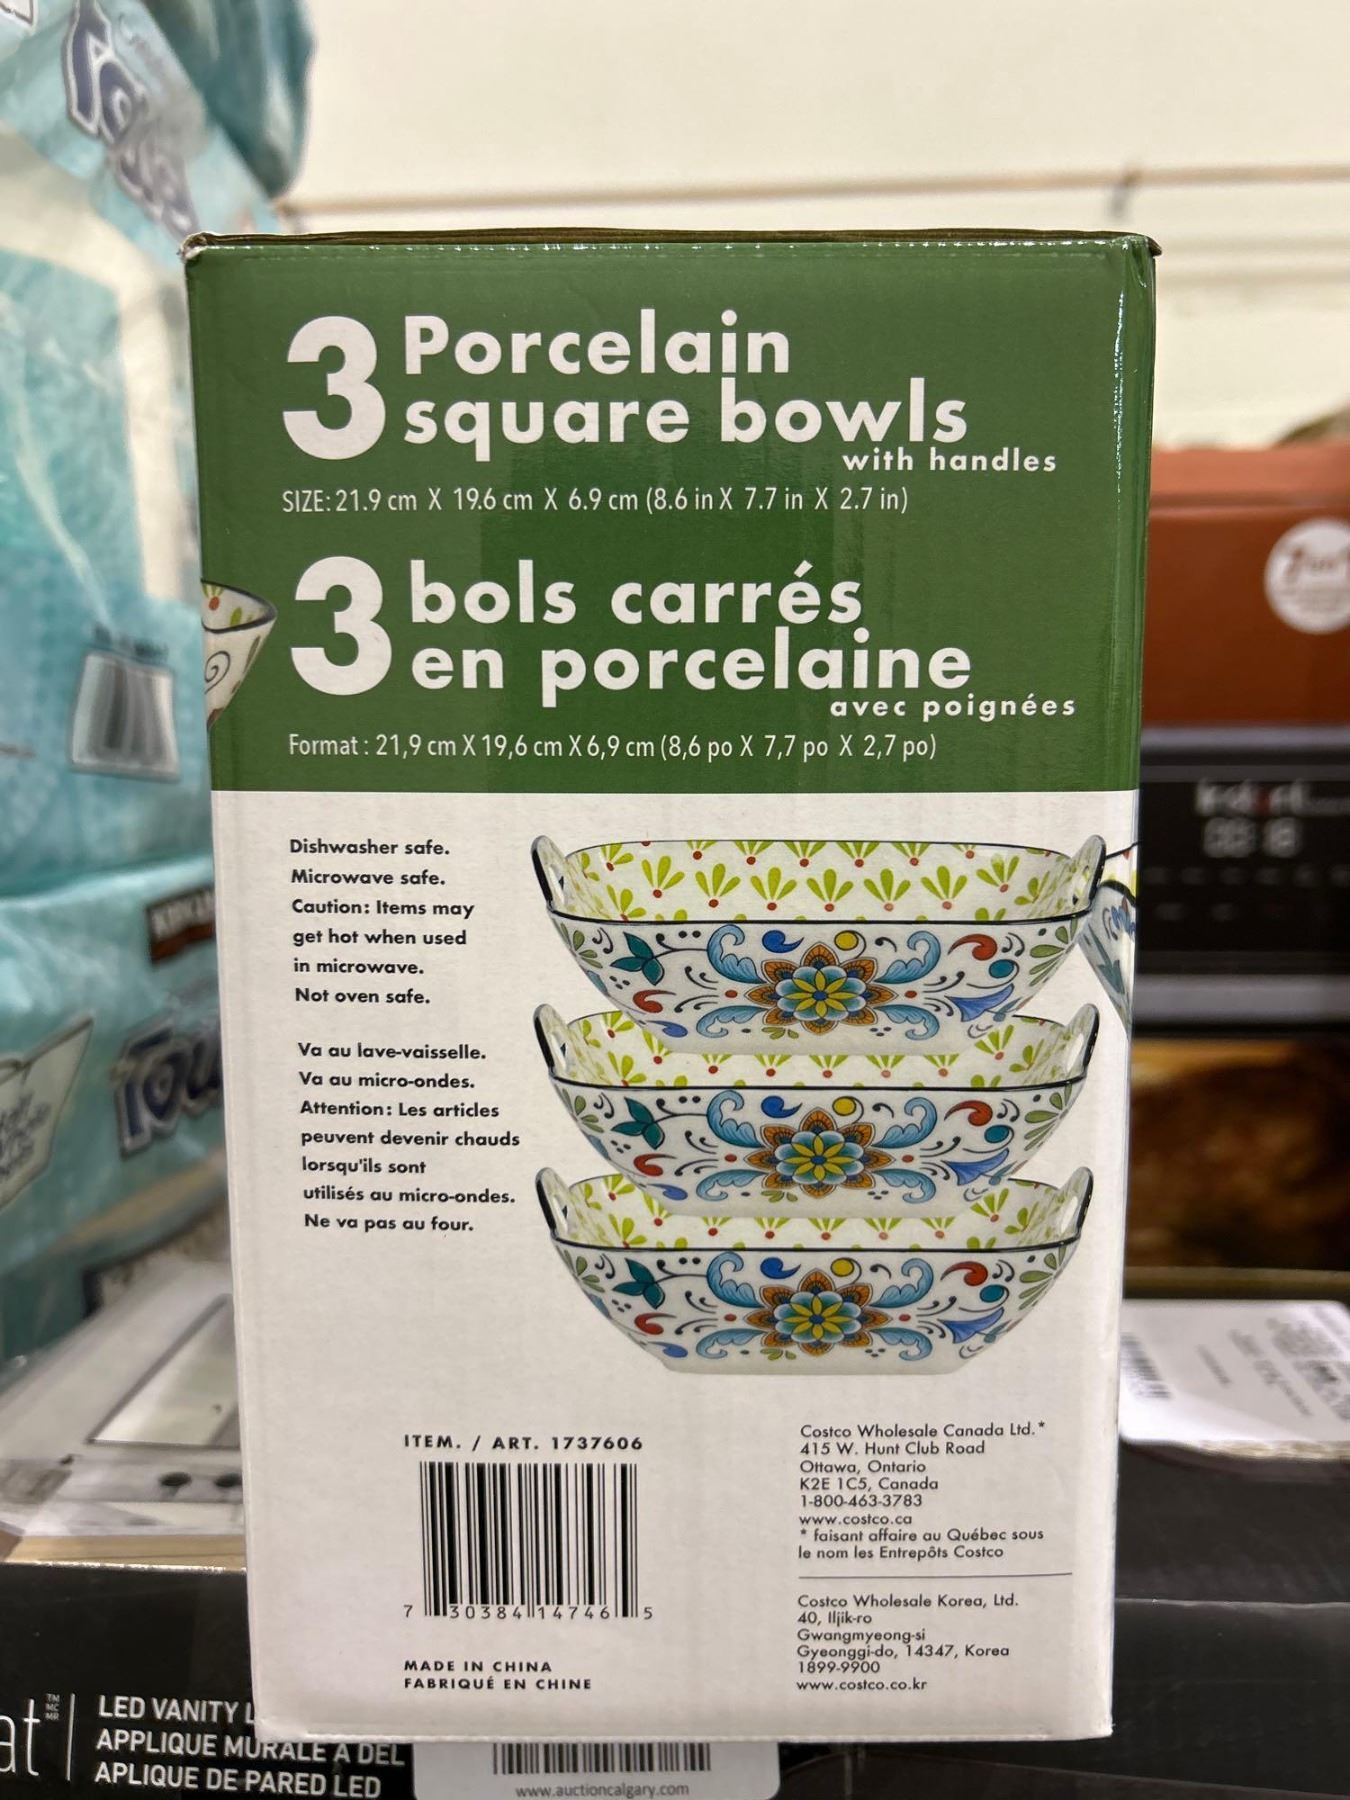 3 Porcelain
square bowls
with handles
SIZE: 21.9 cm X 19.6 cm X 6.9 cm (8.6 in X 7.7 in X 2.7 in)
3 bols carrés
en porcelaine
avec poignées
Format : 21,9 cm X 19,6 cm X 6,9 cm (8,6 po X 7,7 po X 2,7 po)
Dishwasher safe.
Microwave safe.
Caution: Items may
get hot when used
in microwave.
Not oven safe.
Va au lave-vaisselle.
Va au micro-ondes.
Attention: Les articles
peuvent devenir chauds
lorsqu'ils sont
utilisés au micro-ondes.
Ne va pas au four.
ITEM. / ART. 1737606
7 30384 14746 5
MADE IN CHINA
FABRIQUÉ EN CHINE
Costco Wholesale Canada Ltd.*
415 W. Hunt Club Road
Ottawa, Ontario
K2E 1C5, Canada
1-800-463-3783
www.costco.ca
* faisant affaire au Québec sous
le nom les Entrepôts Costco
Costco Wholesale Korea, Ltd.
40, Iljik-ro
Gwangmyeong-si
Gyeonggi-do, 14347, Korea
1899-9900
www.costco.co.kr
at TM MC MR
LED VANITY L
APPLIQUE MURALE À DEL
APLIQUE DE PARED LED
www.auctioncalgary.com